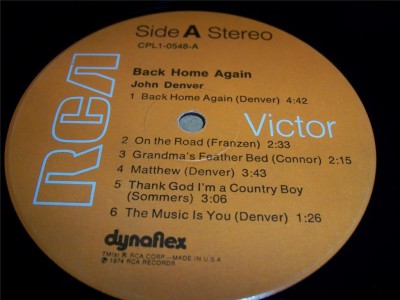 Side A Stereo
CPL1-0548-A
Back Home Again
John Denver
1 Back Home Again (Denver) 4:42
RCA
Victor
2 On the Road (Franzen) 2:33
3 Grandma's Feather Bed (Connor) 2:15
4 Matthew (Denver) 3:43
5 Thank God I'm a Country Boy
(Sommers) 3:06
6 The Music Is You (Denver) 1:26
dynaflex
TM(s) ® RCA CORP.—MADE IN U.S.A
℗ 1974 RCA RECORDS